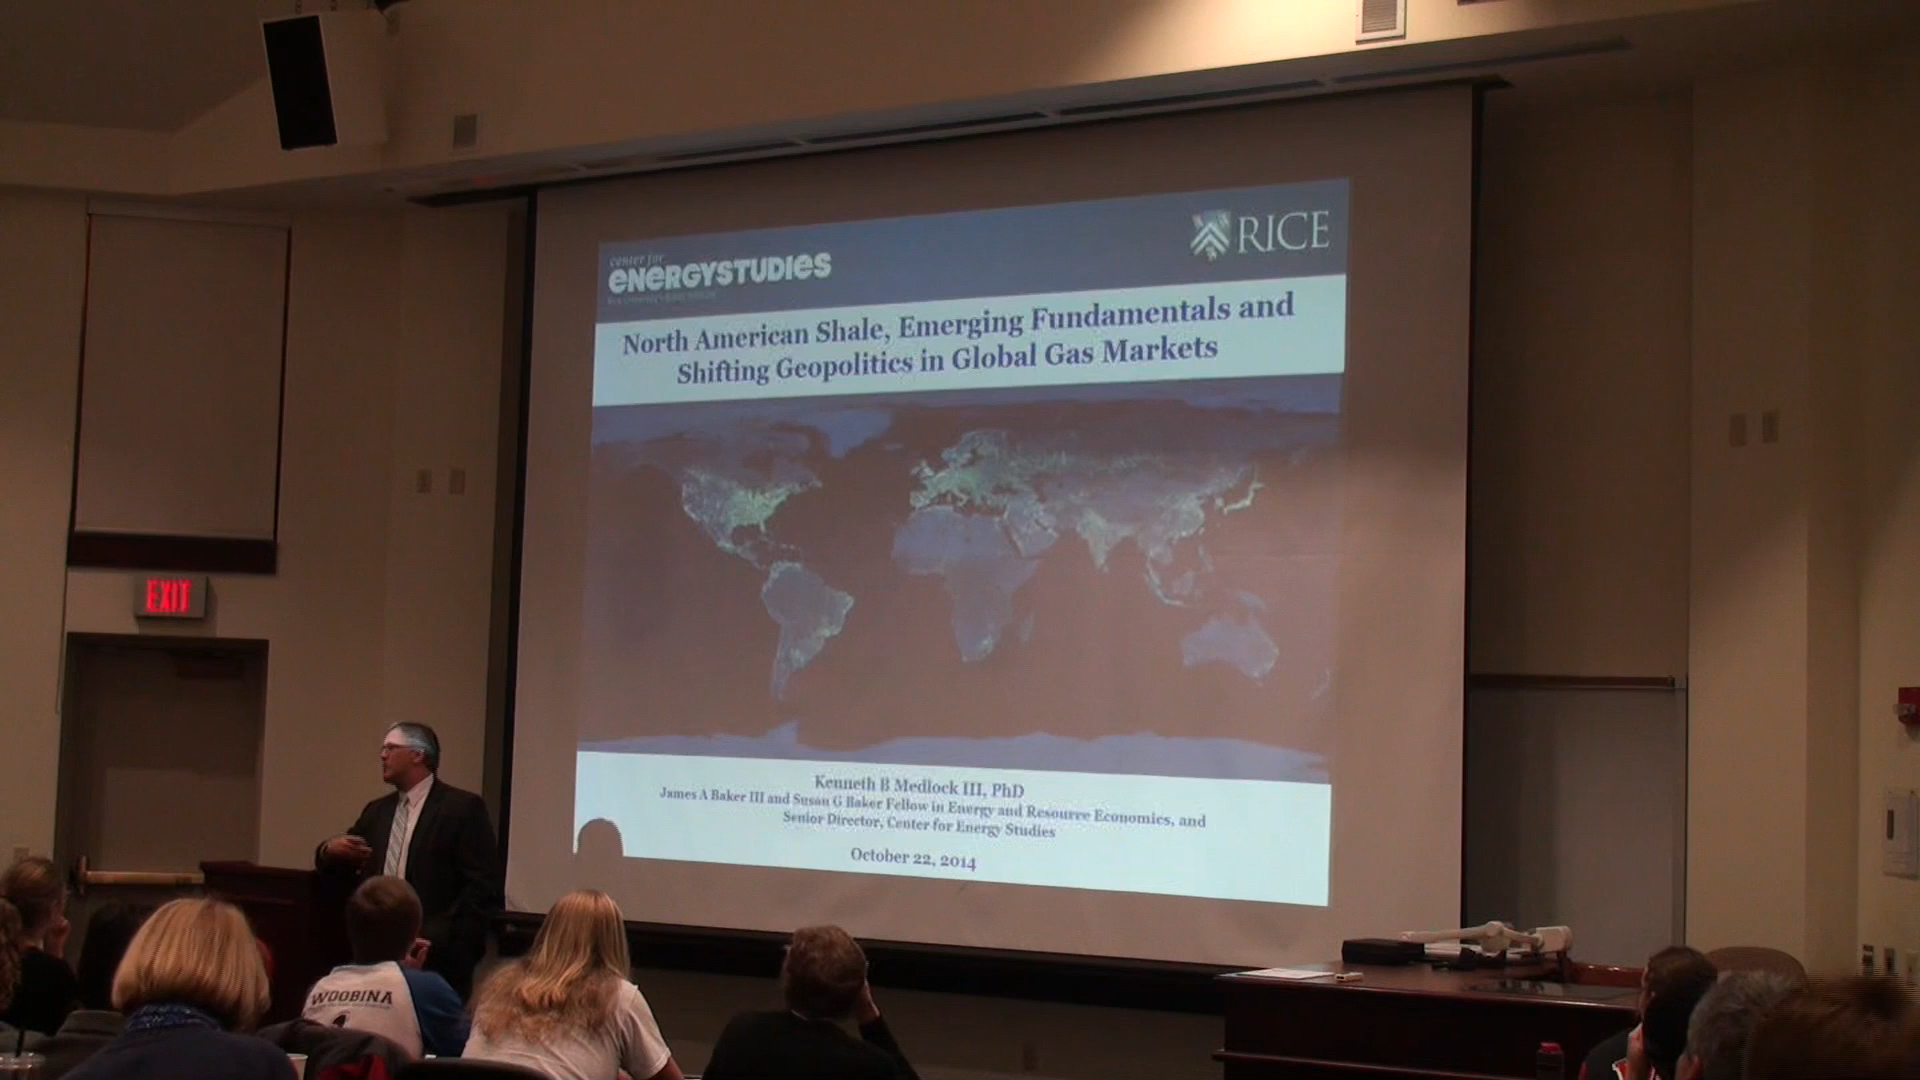 center for
ENERGYSTUDIES
RICE
North American Shale, Emerging Fundamentals and
Shifting Geopolitics in Global Gas Markets
Kenneth B Medlock III, PhD
James A Baker III and Susan G Baker Fellow in Energy and Resource Economics, and
Senior Director, Center for Energy Studies
October 22, 2014
EXIT
WOOBINA